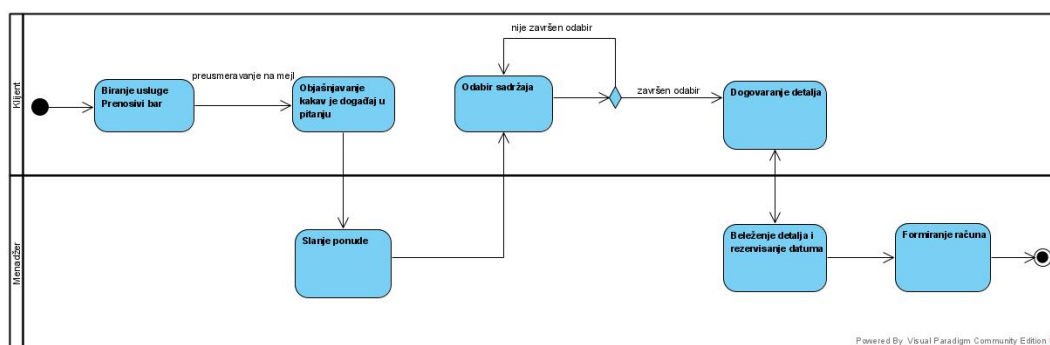 Klijent
Biranje usluge
Prenosivi bar
preusmeravanje na mejl
Objašnjavanje
kakav je događaj u
pitanju
Odabir sadržaja
nije završen odabir
završen odabir
Dogovaranje detalja
Menadžer
Slanje ponude
Beleženje detalja i
rezervisanje datuma
Formiranje računa
Powered By Visual Paradigm Community Edition